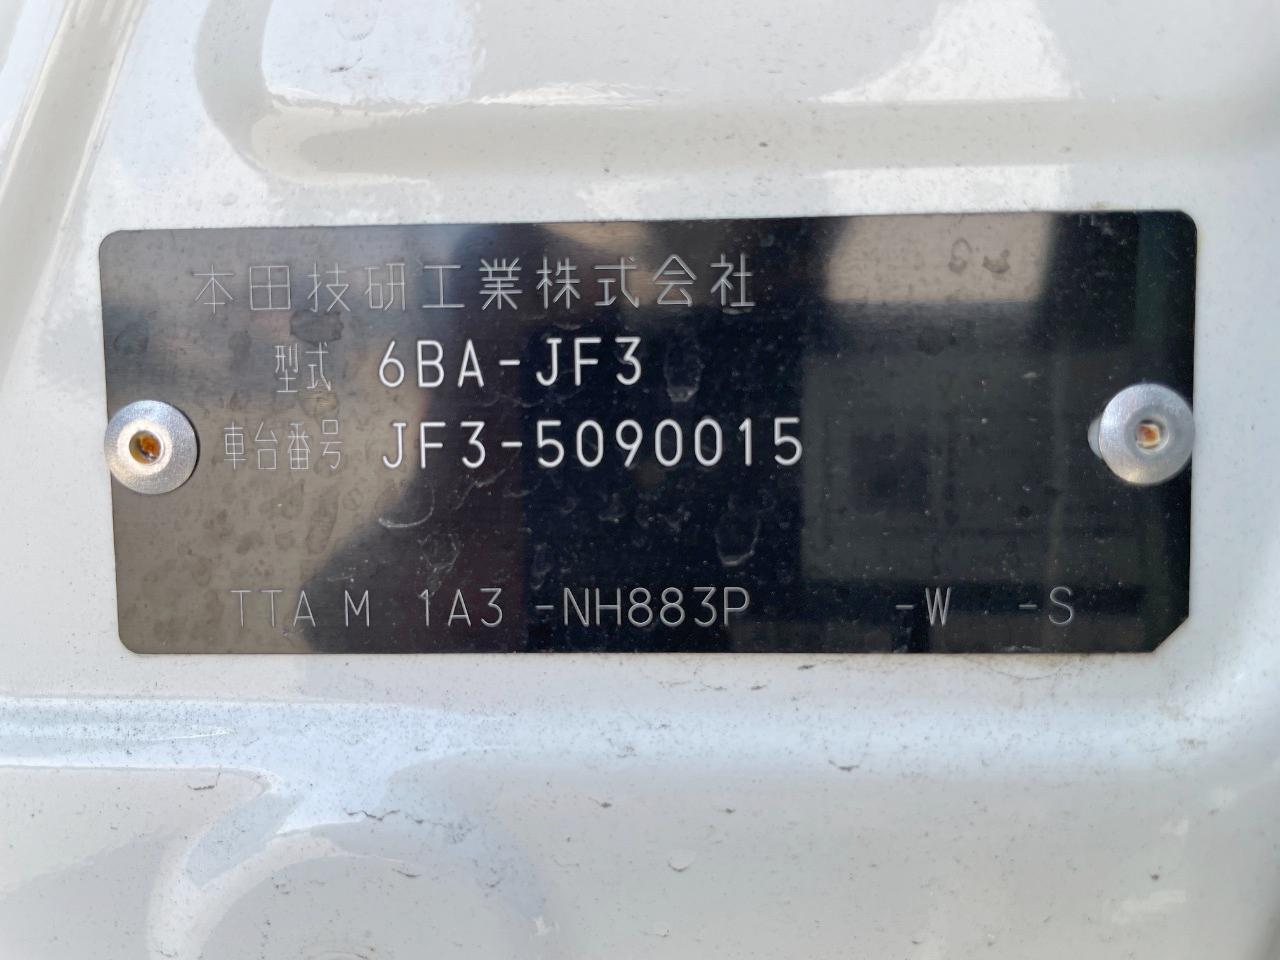 本田技研工業株式会社
型式 6BA-JF3
車台番号 JF3-5090015
TTA M 1A3 -NH883P -W -S